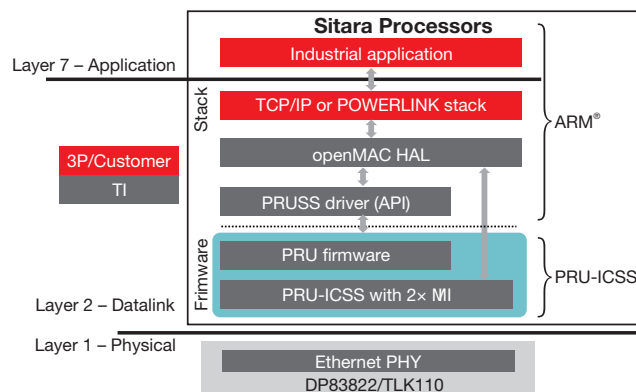 Sitara Processors
Industrial application
Layer 7 – Application
Stack
TCP/IP or POWERLINK stack
ARM®
openMAC HAL
3P/Customer
TI
PRUSS driver (API)
Frimware
PRU firmware
PRU-ICSS
PRU-ICSS with 2× MII
Layer 2 – Datalink
Layer 1 – Physical
Ethernet PHY
DP83822/TLK110